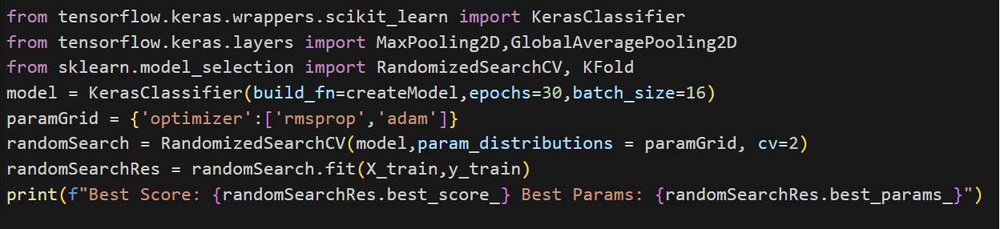 from tensorflow.keras.wrappers.scikit_learn import KerasClassifier
from tensorflow.keras.layers import MaxPooling2D,GlobalAveragePooling2D
from sklearn.model_selection import RandomizedSearchCV, KFold
model = KerasClassifier(build_fn=createModel,epochs=30,batch_size=16)
paramGrid = {'optimizer':['rmsprop','adam']}
randomSearch = RandomizedSearchCV(model,param_distributions = paramGrid, cv=2)
randomSearchRes = randomSearch.fit(X_train,y_train)
print(f"Best Score: {randomSearchRes.best_score_} Best Params: {randomSearchRes.best_params_}")